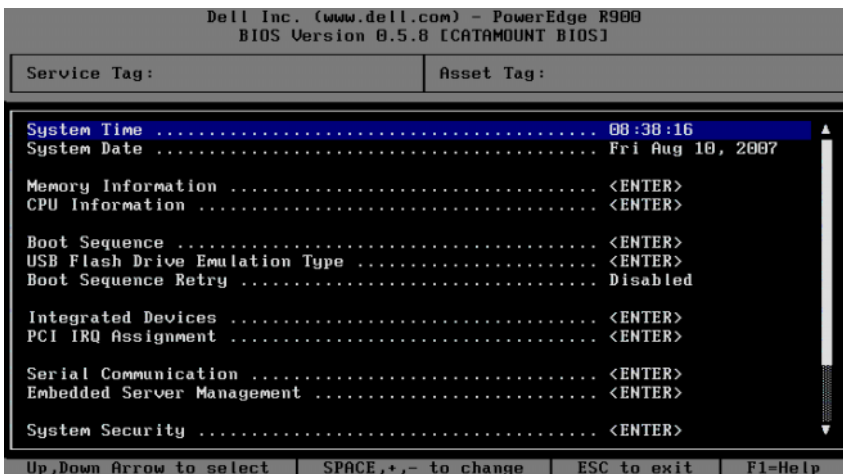 Dell Inc. (www.dell.com) - PowerEdge R900
BIOS Version 0.5.8 [CATAMOUNT BIOS]
Service Tag: Asset Tag:
System Time .......................................... 08:38:16
System Date .......................................... Fri Aug 10, 2007
Memory Information ................................... <ENTER>
CPU Information ...................................... <ENTER>
Boot Sequence ........................................ <ENTER>
USB Flash Drive Emulation Type ....................... <ENTER>
Boot Sequence Retry .................................. Disabled
Integrated Devices ................................... <ENTER>
PCI IRQ Assignment ................................... <ENTER>
Serial Communication ................................. <ENTER>
Embedded Server Management ........................... <ENTER>
System Security ...................................... <ENTER>
Up,Down Arrow to select | SPACE,+,- to change | ESC to exit | F1=Help